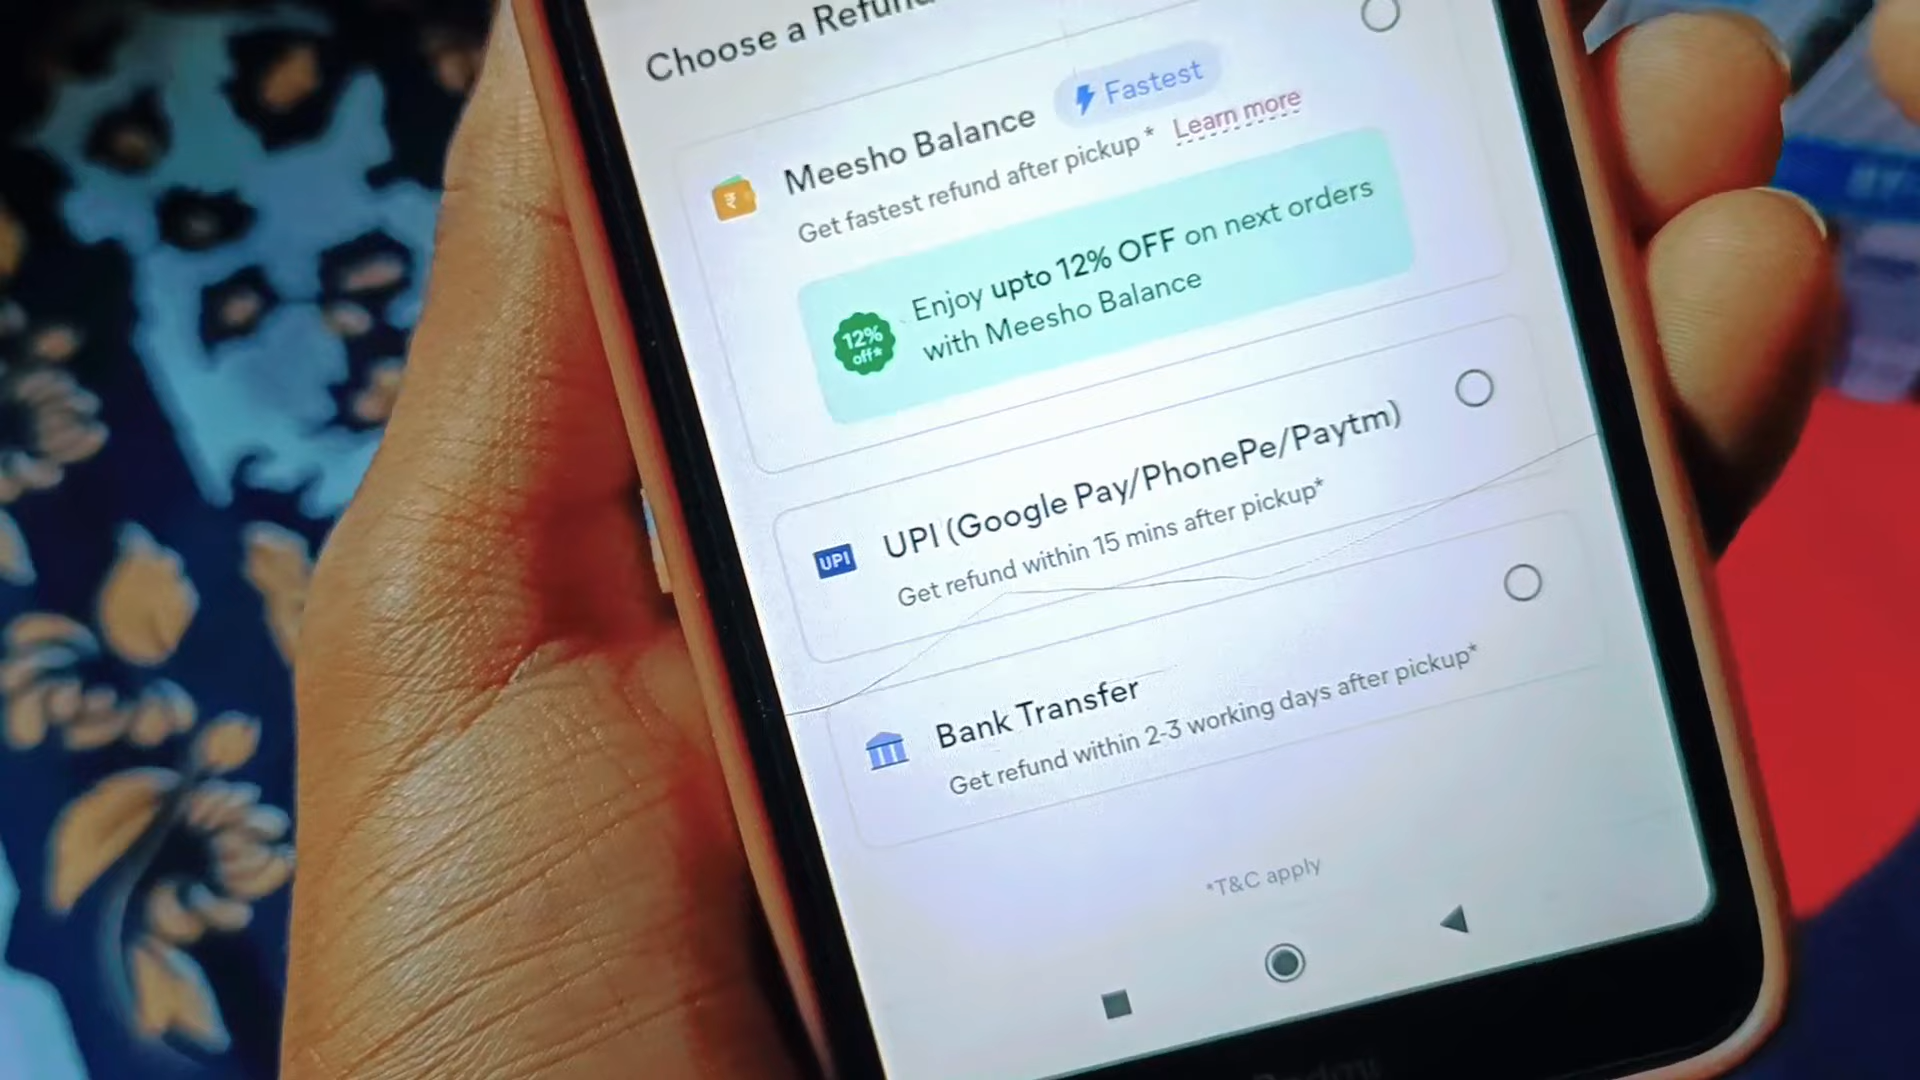 Choose a Refund
Meesho Balance
Fastest
Get fastest refund after pickup* Learn more
12%
off*
Enjoy upto 12% OFF on next orders
with Meesho Balance
UPI
UPI (Google Pay/PhonePe/Paytm)
Get refund within 15 mins after pickup*
Bank Transfer
Get refund within 2-3 working days after pickup*
*T&C apply